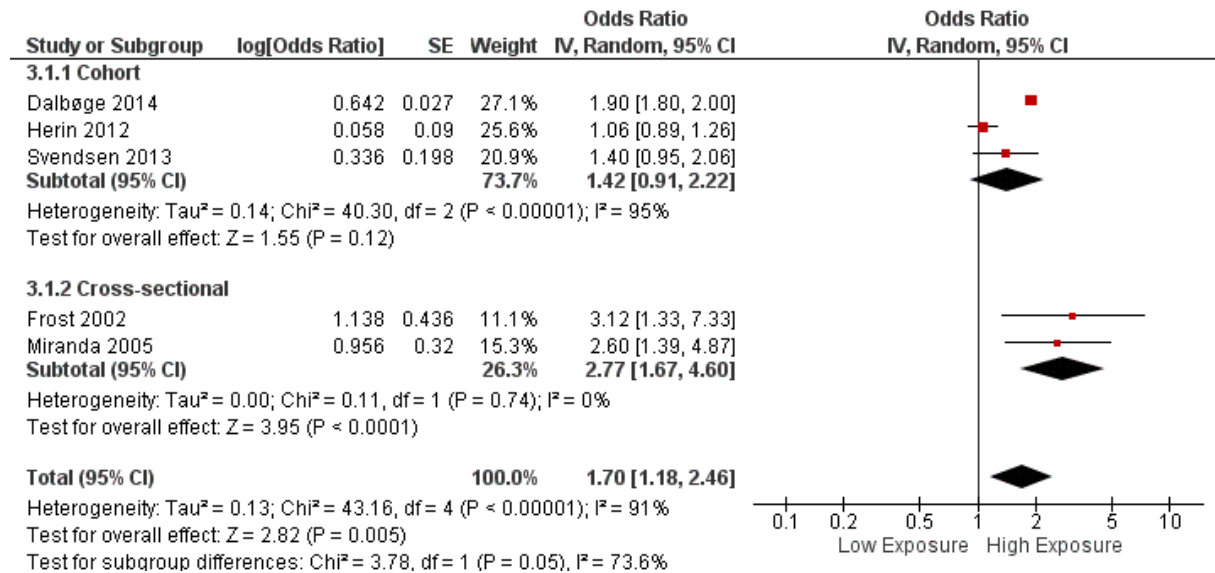 Odds Ratio Odds Ratio
Study or Subgroup log[Odds Ratio] SE Weight IV, Random, 95% CI IV, Random, 95% CI
3.1.1 Cohort
Dalbøge 2014 0.642 0.027 27.1% 1.90 [1.80, 2.00]
Herin 2012 0.058 0.09 25.6% 1.06 [0.89, 1.26]
Svendsen 2013 0.336 0.198 20.9% 1.40 [0.95, 2.06]
Subtotal (95% CI) 73.7% 1.42 [0.91, 2.22]
Heterogeneity: Tau² = 0.14; Chi² = 40.30, df = 2 (P < 0.00001); I² = 95%
Test for overall effect: Z = 1.55 (P = 0.12)
3.1.2 Cross-sectional
Frost 2002 1.138 0.436 11.1% 3.12 [1.33, 7.33]
Miranda 2005 0.956 0.32 15.3% 2.60 [1.39, 4.87]
Subtotal (95% CI) 26.3% 2.77 [1.67, 4.60]
Heterogeneity: Tau² = 0.00; Chi² = 0.11, df = 1 (P = 0.74); I² = 0%
Test for overall effect: Z = 3.95 (P < 0.0001)
Total (95% CI) 100.0% 1.70 [1.18, 2.46]
Heterogeneity: Tau² = 0.13; Chi² = 43.16, df = 4 (P < 0.00001); I² = 91%
Test for overall effect: Z = 2.82 (P = 0.005)
Test for subgroup differences: Chi² = 3.78, df = 1 (P = 0.05), I² = 73.6%
0.1 0.2 0.5 1 2 5 10
Low Exposure High Exposure